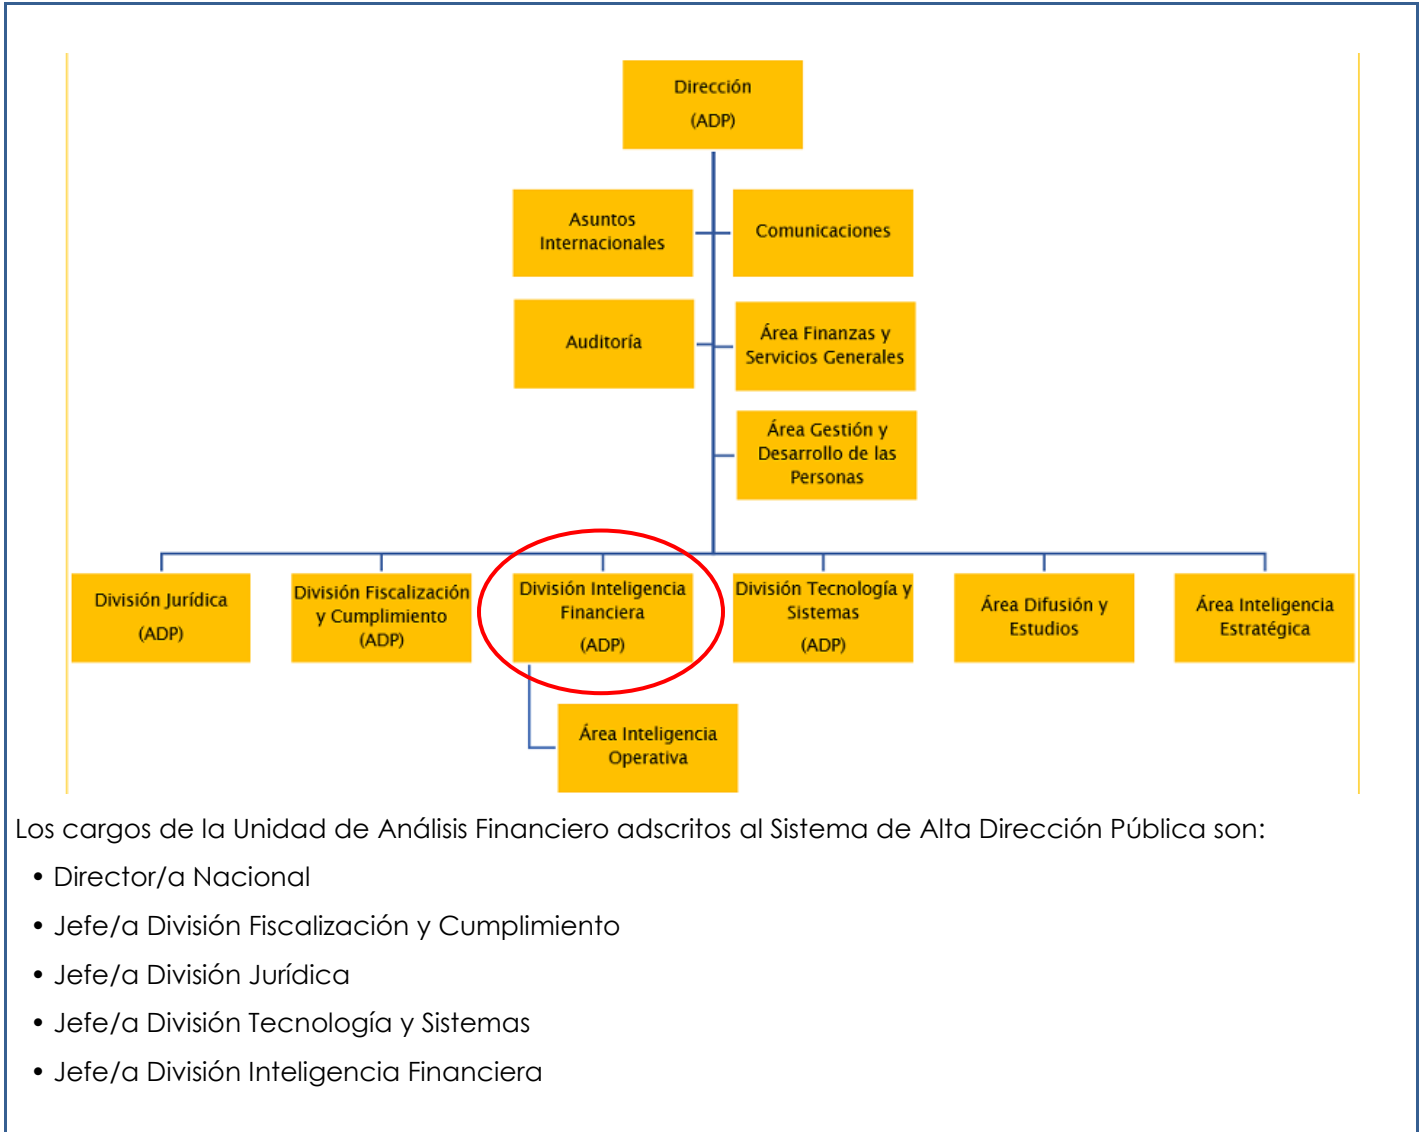 Dirección
(ADP)
Asuntos
Internacionales
Comunicaciones
Auditoría
Área Finanzas y
Servicios Generales
Área Gestión y
Desarrollo de las
Personas
División Jurídica
(ADP)
División Fiscalización
y Cumplimiento
(ADP)
División Inteligencia
Financiera
(ADP)
División Tecnología y
Sistemas
(ADP)
Área Difusión y
Estudios
Área Inteligencia
Estratégica
Área Inteligencia
Operativa
Los cargos de la Unidad de Análisis Financiero adscritos al Sistema de Alta Dirección Pública son:
• Director/a Nacional
• Jefe/a División Fiscalización y Cumplimiento
• Jefe/a División Jurídica
• Jefe/a División Tecnología y Sistemas
• Jefe/a División Inteligencia Financiera